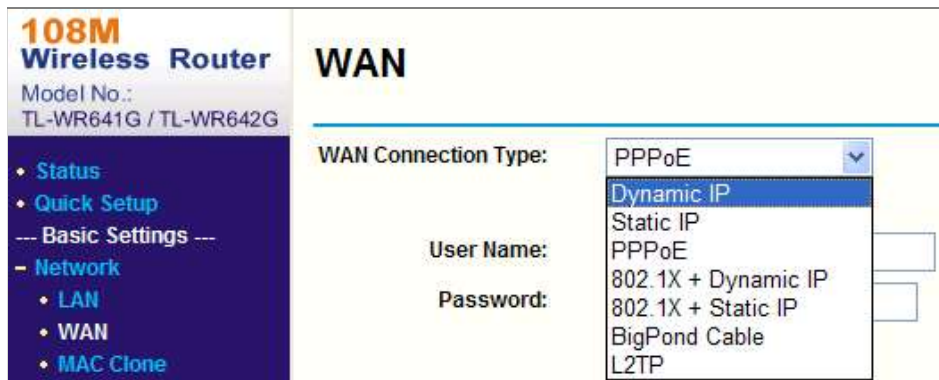 108M
Wireless Router
Model No.:
TL-WR641G / TL-WR642G
Status
Quick Setup
--- Basic Settings ---
Network
LAN
WAN
MAC Clone
WAN
WAN Connection Type:
PPPoE
Dynamic IP
Static IP
PPPoE
802.1X + Dynamic IP
802.1X + Static IP
BigPond Cable
L2TP
User Name:
Password: